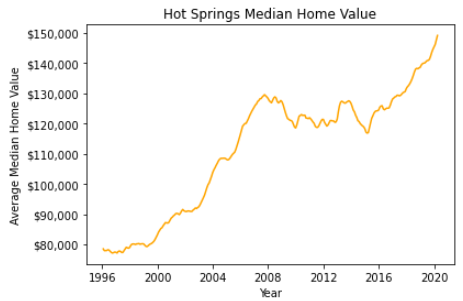 Hot Springs Median Home Value
$150,000
$140,000
$130,000
$120,000
$110,000
$100,000
$90,000
$80,000
Average Median Home Value
1996 2000 2004 2008 2012 2016 2020
Year